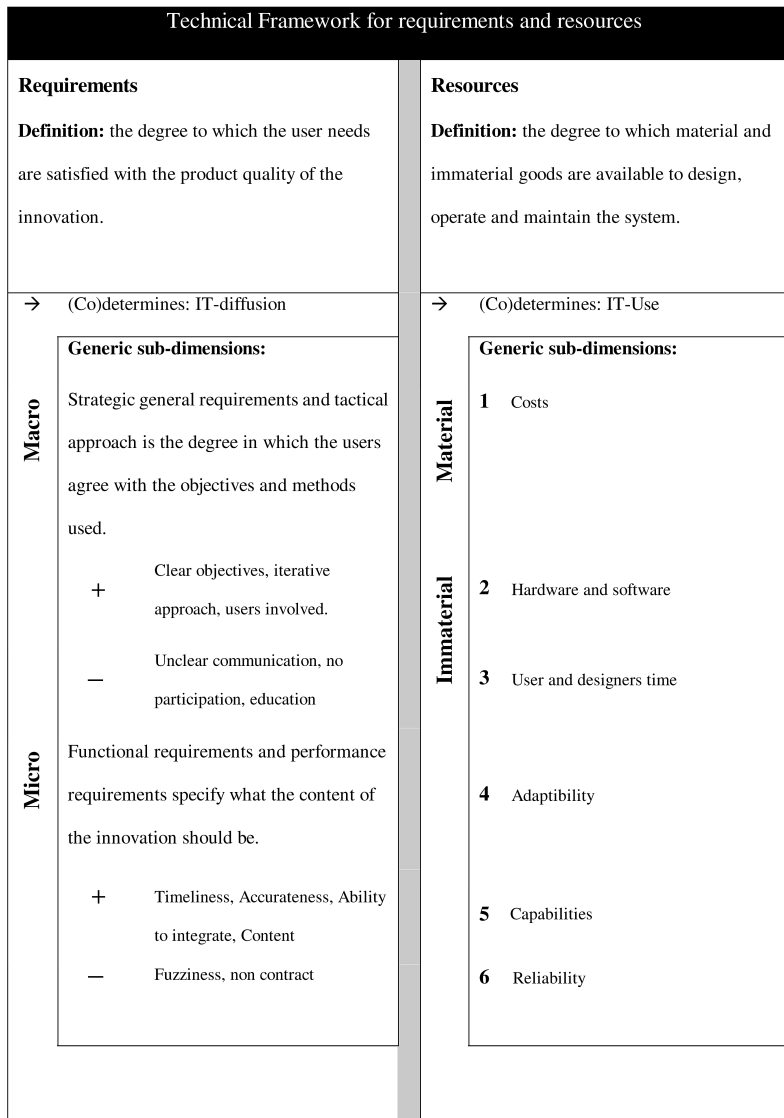 Technical Framework for requirements and resources
Requirements
Definition: the degree to which the user needs
are satisfied with the product quality of the
innovation.
→ (Co)determines: IT-diffusion
Generic sub-dimensions:
Macro
Strategic general requirements and tactical
approach is the degree in which the users
agree with the objectives and methods
used.
+ Clear objectives, iterative
approach, users involved.
− Unclear communication, no
participation, education
Micro
Functional requirements and performance
requirements specify what the content of
the innovation should be.
+ Timeliness, Accurateness, Ability
to integrate, Content
− Fuzziness, non contract
Resources
Definition: the degree to which material and
immaterial goods are available to design,
operate and maintain the system.
→ (Co)determines: IT-Use
Generic sub-dimensions:
Material
1 Costs
Immaterial
2 Hardware and software
3 User and designers time
4 Adaptibility
5 Capabilities
6 Reliability